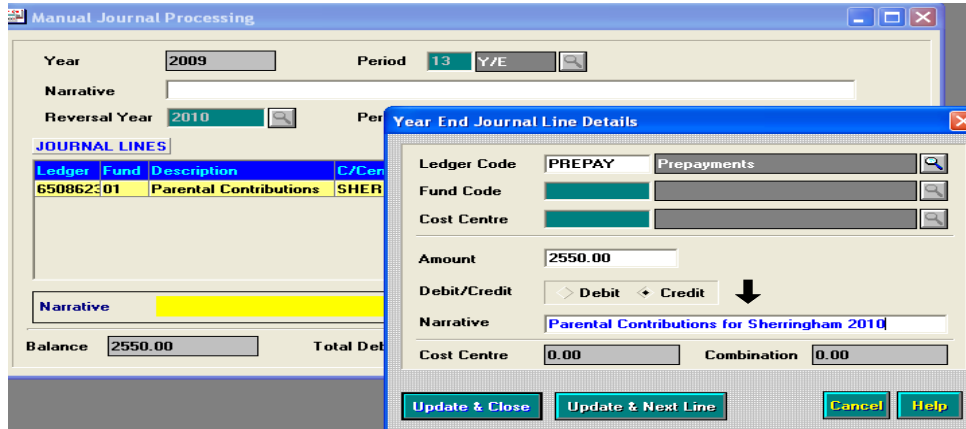 Manual Journal Processing
Year 2009 Period 13 Y/E
Narrative
Reversal Year 2010 Per
JOURNAL LINES
Ledger Fund Description C/Cen
6508623 01 Parental Contributions SHER
Narrative
Balance 2550.00 Total Deb
Year End Journal Line Details
Ledger Code PREPAY Prepayments
Fund Code
Cost Centre
Amount 2550.00
Debit/Credit Debit Credit
Narrative Parental Contributions for Sherringham 2010
Cost Centre 0.00 Combination 0.00
Update & Close Update & Next Line Cancel Help